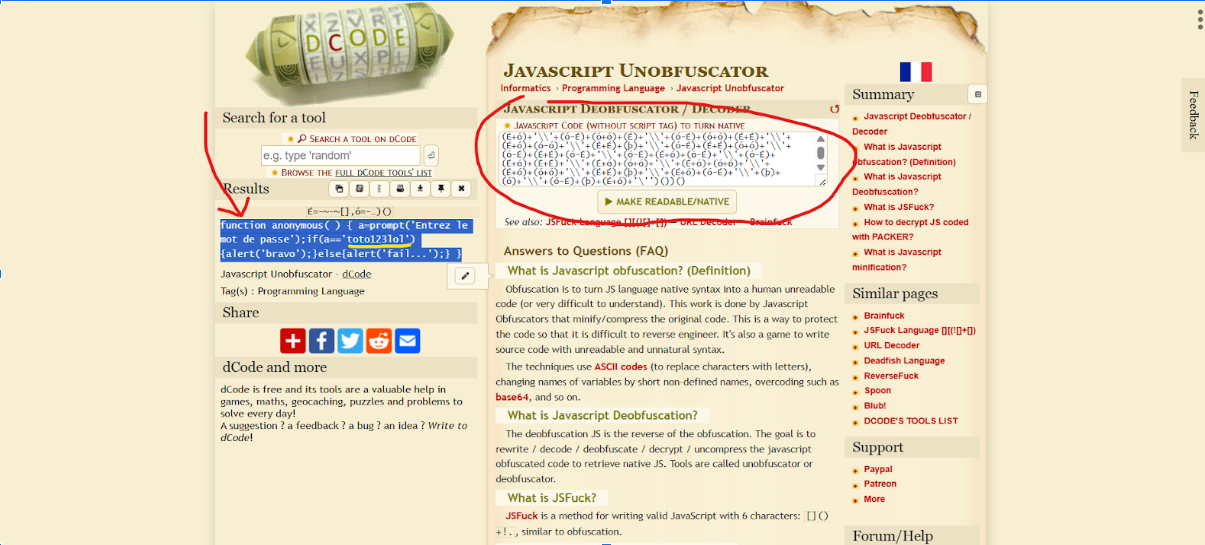 DCODE
Search for a tool
SEARCH A TOOL ON DCODE
e.g. type 'random'
BROWSE THE FULL DCODE TOOLS' LIST
Results
É=-~-~[],ó=-…)()
function anonymous( ) { a=prompt('Entrez le
mot de passe');if(a=='toto123lol')
{alert('bravo');}else{alert('fail...');} }
Javascript Unobfuscator - dCode
Tag(s) : Programming Language
Share
dCode and more
dCode is free and its tools are a valuable help in
games, maths, geocaching, puzzles and problems to
solve every day!
A suggestion ? a feedback ? a bug ? an idea ? Write to
dCode!
JAVASCRIPT UNOBFUSCATOR
Informatics › Programming Language › Javascript Unobfuscator
JAVASCRIPT DEOBFUSCATOR / DECODER
JAVASCRIPT CODE (WITHOUT SCRIPT TAG) TO TURN NATIVE
MAKE READABLE/NATIVE
See also: JSFuck Language [][(![]+[])] — URL Decoder — Brainfuck
Answers to Questions (FAQ)
What is Javascript obfuscation? (Definition)
Obfuscation is to turn JS language native syntax into a human unreadable
code (or very difficult to understand). This work is done by Javascript
Obfuscators that minify/compress the original code. This is a way to protect
the code so that it is difficult to reverse engineer. It's also a game to write
source code with unreadable and unnatural syntax.
The techniques use ASCII codes (to replace characters with letters),
changing names of variables by short non-defined names, overcoding such as
base64, and so on.
What is Javascript Deobfuscation?
The deobfuscation JS is the reverse of the obfuscation. The goal is to
rewrite / decode / deobfuscate / decrypt / uncompress the javascript
obfuscated code to retrieve native JS. Tools are called unobfuscator or
deobfuscator.
What is JSFuck?
JSFuck is a method for writing valid JavaScript with 6 characters: []()
+!., similar to obfuscation.
Summary
Javascript Deobfuscator /
Decoder
What is Javascript
obfuscation? (Definition)
What is Javascript
Deobfuscation?
What is JSFuck?
How to decrypt JS coded
with PACKER?
What is Javascript
minification?
Similar pages
Brainfuck
JSFuck Language [][(![]+[])
URL Decoder
Deadfish Language
ReverseFuck
Spoon
Blub!
DCODE'S TOOLS LIST
Support
Paypal
Patreon
More
Forum/Help
Feedback